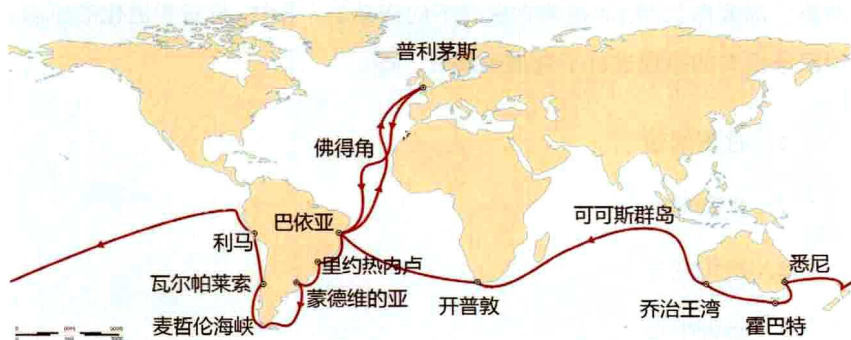 普利茅斯
佛得角
可可斯群岛
巴依亚
利马
里约热内卢
悉尼
瓦尔帕莱索
蒙德维的亚
开普敦
乔治王湾
霍巴特
麦哲伦海峡